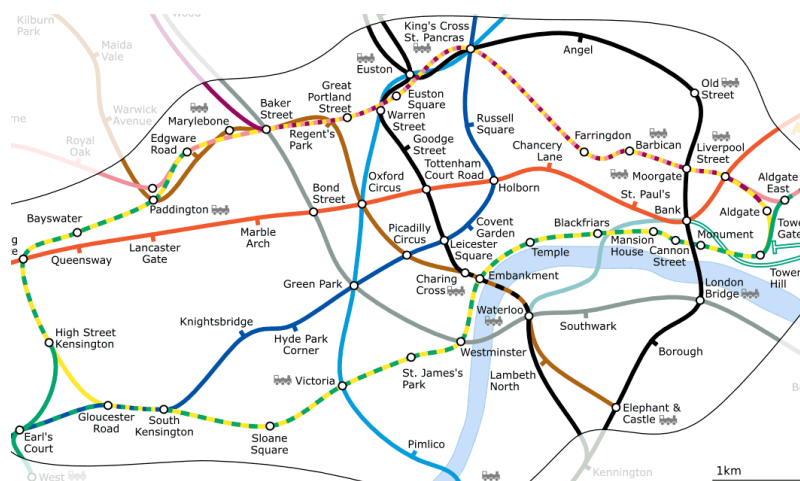 Kilburn
Park
Wood
Maida
Vale
King's Cross
St. Pancras
Euston
Angel
Old
Street
Warwick
Avenue
Great
Portland
Street
Baker
Street
Marylebone
Euston
Square
Warren
Street
Regent's
Park
Edgware
Road
ne
Royal
Oak
Goodge
Street
Russell
Square
Farringdon
Barbican
Liverpool
Street
Moorgate
Chancery
Lane
Tottenham
Court Road
Holborn
Aldgate
East
Oxford
Circus
Bond
Street
Paddington
Bayswater
St. Paul's
Bank
Aldgate
Tow
Gate
g
e
Queensway
Lancaster
Gate
Marble
Arch
Picadilly
Circus
Covent
Garden
Leicester
Square
Blackfriars
Temple
Mansion
House
Cannon
Street
Monument
Tower
Hill
Charing
Cross
Embankment
Green Park
London
Bridge
Waterloo
Southwark
Knightsbridge
Hyde Park
Corner
High Street
Kensington
Westminster
Borough
St. James's
Park
Lambeth
North
Victoria
Gloucester
Road
South
Kensington
Sloane
Square
Elephant &
Castle
Earl's
Court
Pimlico
West
Kennington
Be
1km